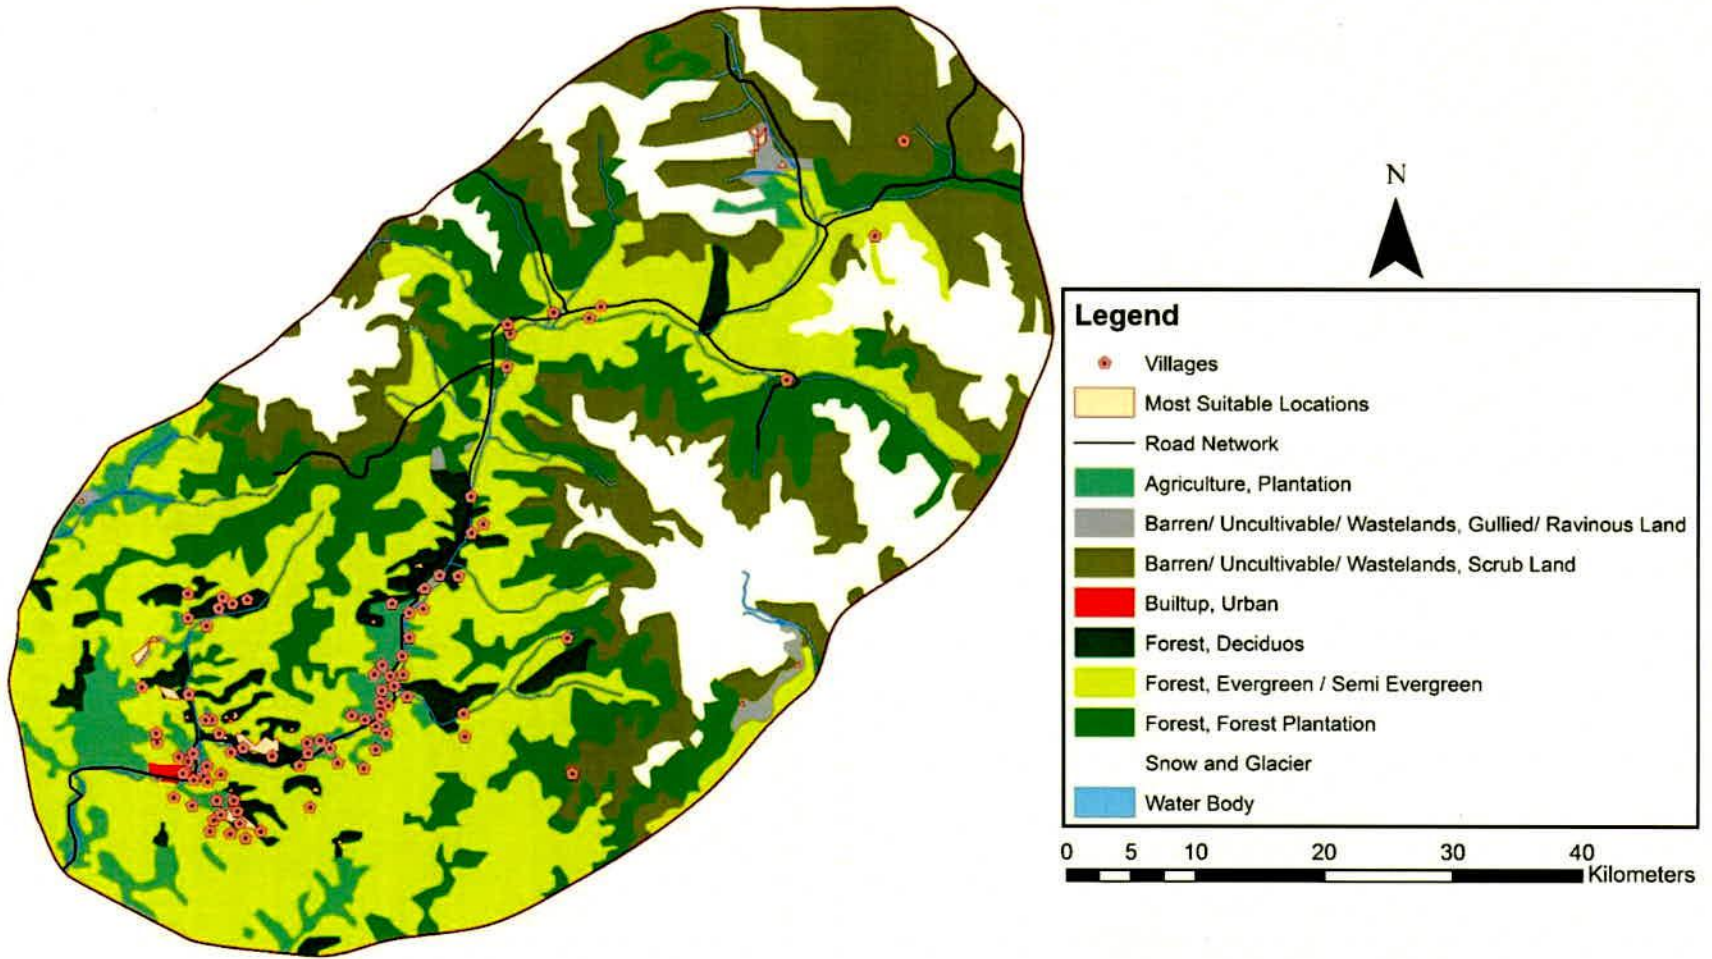 N
Legend
Villages
Most Suitable Locations
Road Network
Agriculture, Plantation
Barren/ Uncultivable/ Wastelands, Gullied/ Ravinous Land
Barren/ Uncultivable/ Wastelands, Scrub Land
Builtup, Urban
Forest, Deciduos
Forest, Evergreen / Semi Evergreen
Forest, Forest Plantation
Snow and Glacier
Water Body
0 5 10 20 30 40
Kilometers